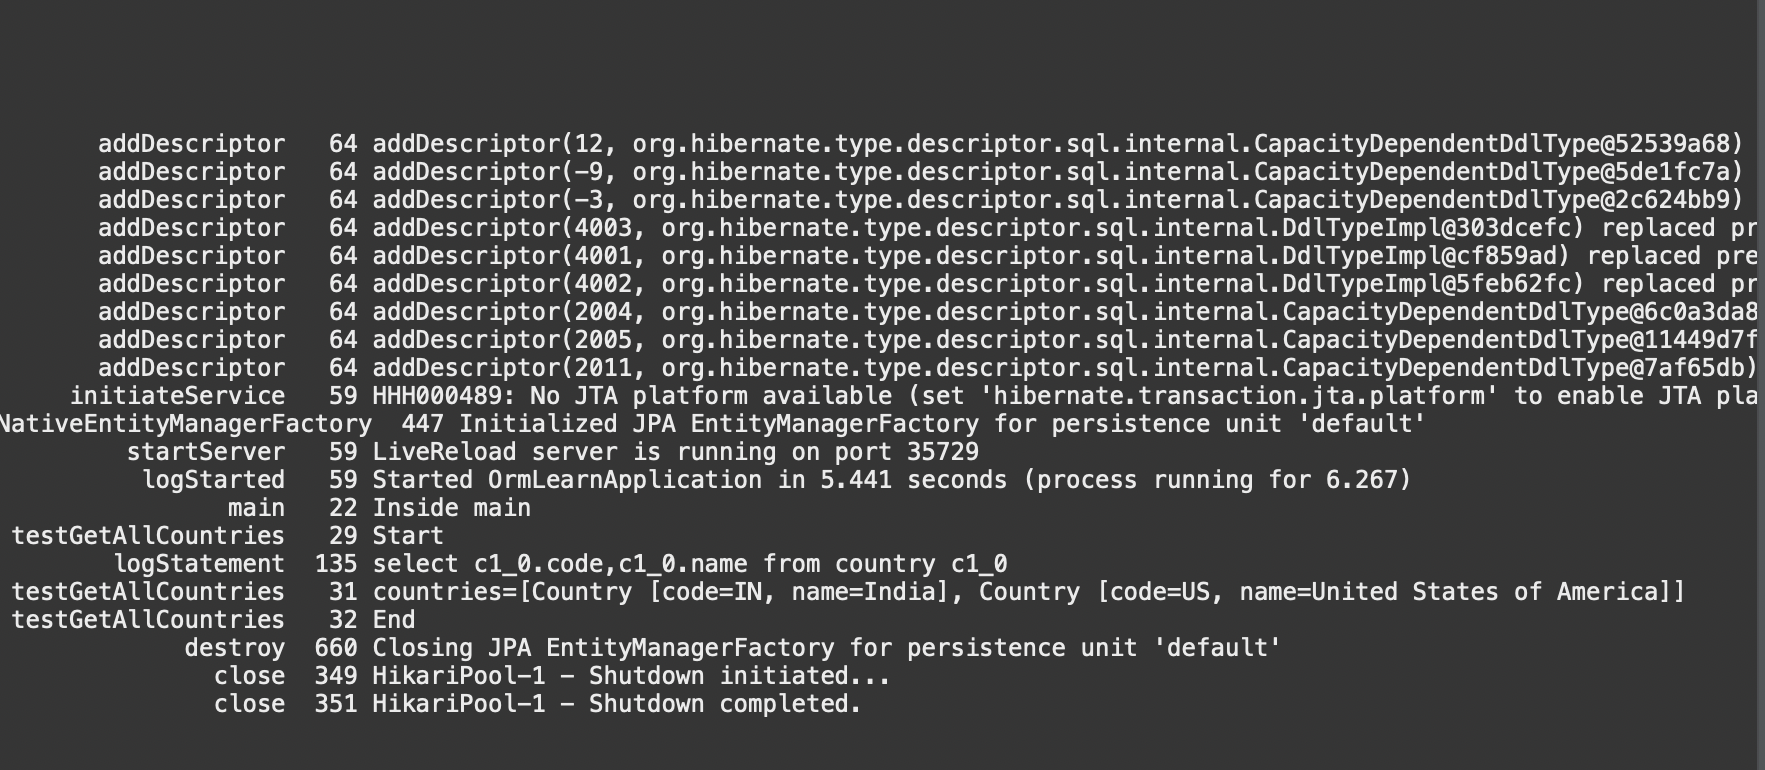 addDescriptor 64 addDescriptor(12, org.hibernate.type.descriptor.sql.internal.CapacityDependentDdlType@52539a68)
addDescriptor 64 addDescriptor(-9, org.hibernate.type.descriptor.sql.internal.CapacityDependentDdlType@5de1fc7a)
addDescriptor 64 addDescriptor(-3, org.hibernate.type.descriptor.sql.internal.CapacityDependentDdlType@2c624bb9)
addDescriptor 64 addDescriptor(4003, org.hibernate.type.descriptor.sql.internal.DdlTypeImpl@303dcefc) replaced pr
addDescriptor 64 addDescriptor(4001, org.hibernate.type.descriptor.sql.internal.DdlTypeImpl@cf859ad) replaced pre
addDescriptor 64 addDescriptor(4002, org.hibernate.type.descriptor.sql.internal.DdlTypeImpl@5feb62fc) replaced pr
addDescriptor 64 addDescriptor(2004, org.hibernate.type.descriptor.sql.internal.CapacityDependentDdlType@6c0a3da8
addDescriptor 64 addDescriptor(2005, org.hibernate.type.descriptor.sql.internal.CapacityDependentDdlType@11449d7f
addDescriptor 64 addDescriptor(2011, org.hibernate.type.descriptor.sql.internal.CapacityDependentDdlType@7af65db)
initiateService 59 HHH000489: No JTA platform available (set 'hibernate.transaction.jta.platform' to enable JTA pla
NativeEntityManagerFactory 447 Initialized JPA EntityManagerFactory for persistence unit 'default'
startServer 59 LiveReload server is running on port 35729
logStarted 59 Started OrmLearnApplication in 5.441 seconds (process running for 6.267)
main 22 Inside main
testGetAllCountries 29 Start
logStatement 135 select c1_0.code,c1_0.name from country c1_0
testGetAllCountries 31 countries=[Country [code=IN, name=India], Country [code=US, name=United States of America]]
testGetAllCountries 32 End
destroy 660 Closing JPA EntityManagerFactory for persistence unit 'default'
close 349 HikariPool-1 - Shutdown initiated...
close 351 HikariPool-1 - Shutdown completed.